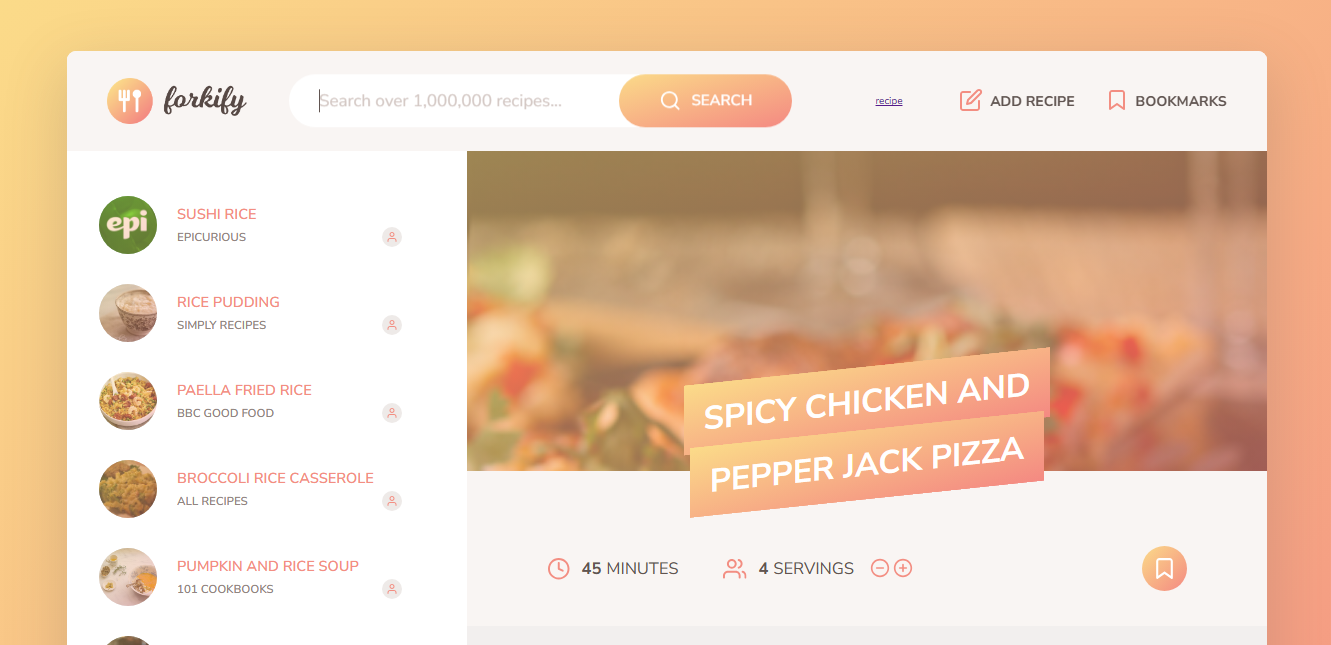 forkify
Search over 1,000,000 recipes...
SEARCH
recipe
ADD RECIPE
BOOKMARKS
epi
SUSHI RICE
EPICURIOUS
RICE PUDDING
SIMPLY RECIPES
PAELLA FRIED RICE
BBC GOOD FOOD
BROCCOLI RICE CASSEROLE
ALL RECIPES
PUMPKIN AND RICE SOUP
101 COOKBOOKS
SPICY CHICKEN AND
PEPPER JACK PIZZA
45 MINUTES
4 SERVINGS